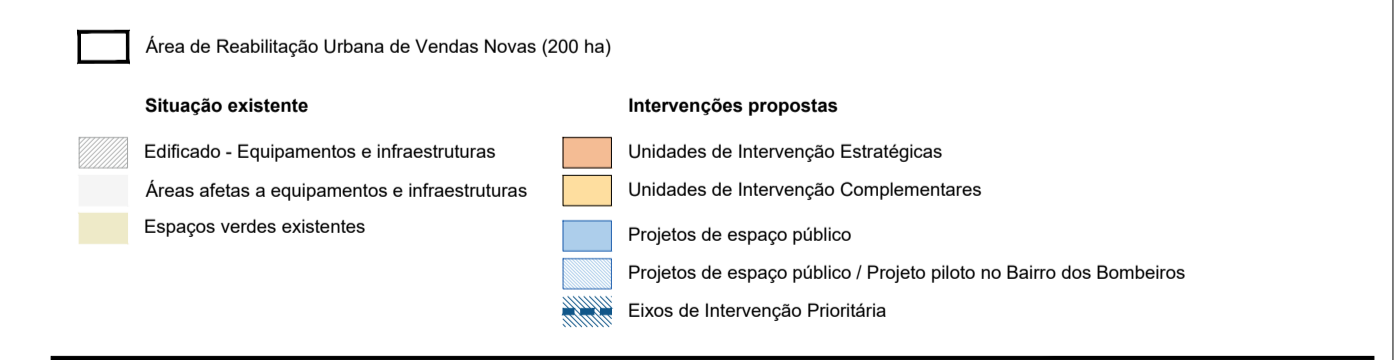 Área de Reabilitação Urbana de Vendas Novas (200 ha)
Situação existente
Edificado - Equipamentos e infraestruturas
Áreas afetas a equipamentos e infraestruturas
Espaços verdes existentes
Intervenções propostas
Unidades de Intervenção Estratégicas
Unidades de Intervenção Complementares
Projetos de espaço público
Projetos de espaço público / Projeto piloto no Bairro dos Bombeiros
Eixos de Intervenção Prioritária